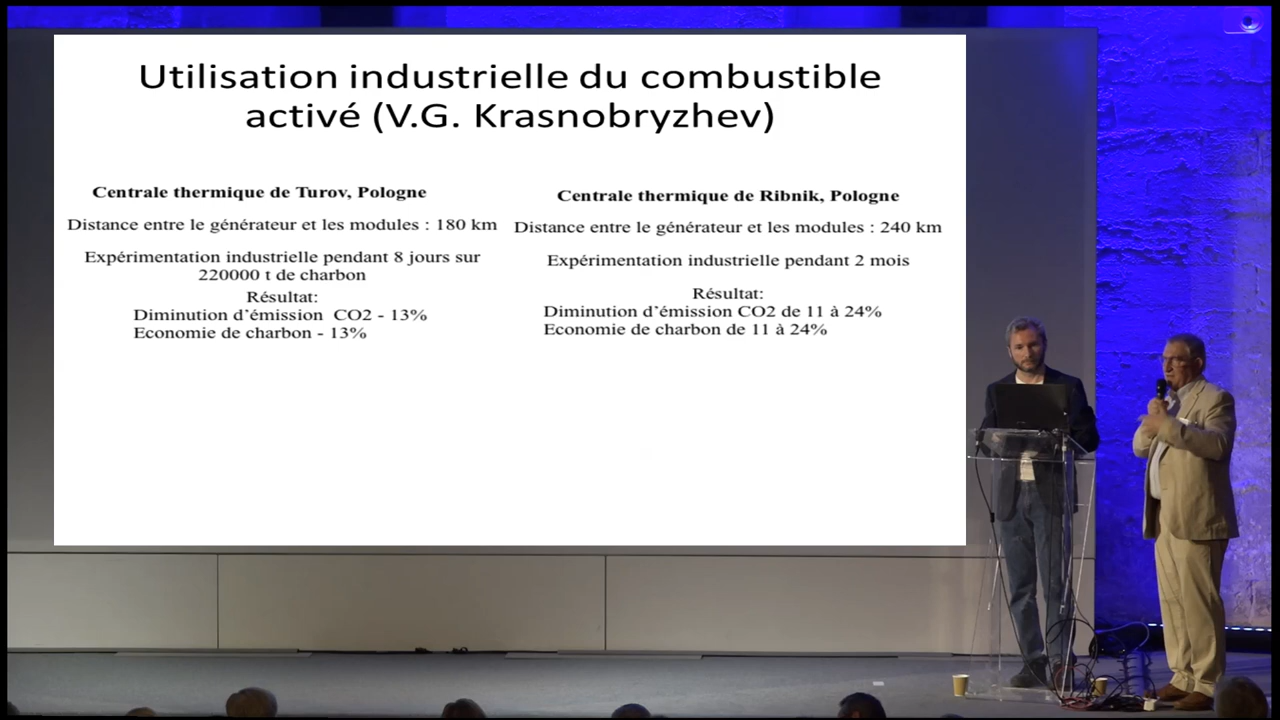 Utilisation industrielle du combustible
activé (V.G. Krasnobryzhev)
Centrale thermique de Turov, Pologne
Distance entre le générateur et les modules : 180 km
Expérimentation industrielle pendant 8 jours sur
220000 t de charbon
Résultat:
Diminution d'émission  CO2 - 13%
Economie de charbon - 13%
Centrale thermique de Ribnik, Pologne
Distance entre le générateur et les modules : 240 km
Expérimentation industrielle pendant 2 mois
Résultat:
Diminution d'émission CO2 de 11 à 24%
Economie de charbon de 11 à 24%